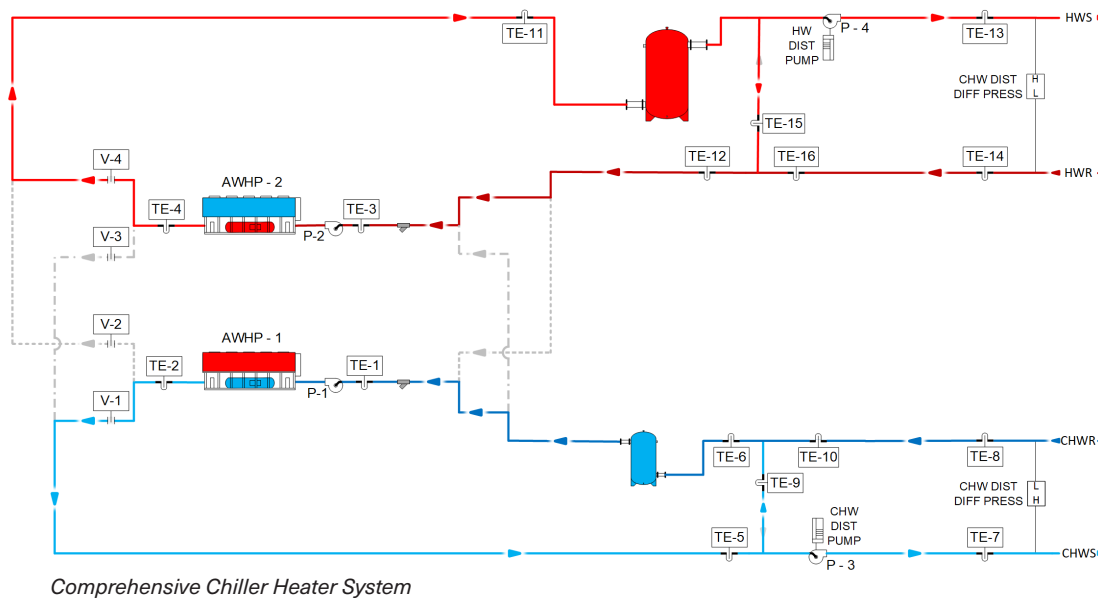 TE-11
HW
DIST
PUMP
P - 4
TE-13
HWS
CHW DIST
DIFF PRESS
H
L
TE-15
V-4
AWHP - 2
TE-12
TE-16
TE-14
HWR
TE-4
TE-3
P-2
V-3
V-2
AWHP - 1
TE-2
TE-1
P-1
V-1
CHWR
TE-6
TE-10
TE-8
TE-9
CHW DIST
DIFF PRESS
L
H
CHW
DIST
PUMP
TE-5
P - 3
TE-7
CHWS
Comprehensive Chiller Heater System